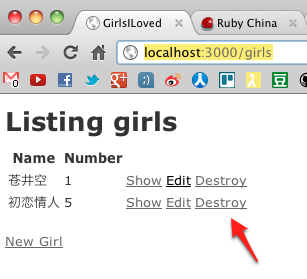 GirlsILoved
Ruby China
localhost:3000/girls
Listing girls
Name Number
苍井空 1 Show Edit Destroy
初恋情人 5 Show Edit Destroy
New Girl